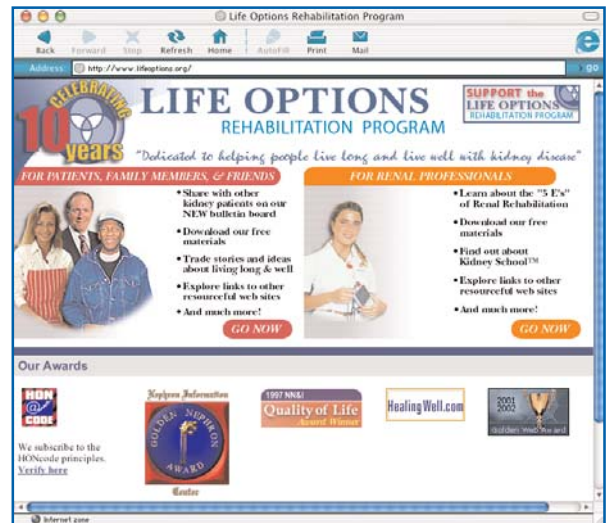 Life Options Rehabilitation Program
Back Forward Stop Refresh Home AutoFill Print Mail
Address: http://www.lifeoptions.org/ go
CELEBRATING
10
years
LIFE OPTIONS
REHABILITATION PROGRAM
SUPPORT the
LIFE OPTIONS
REHABILITATION PROGRAM
"Dedicated to helping people live long and live well with kidney disease"
FOR PATIENTS, FAMILY MEMBERS, & FRIENDS
• Share with other
kidney patients on our
NEW bulletin board
• Download our free
materials
• Trade stories and ideas
about living long & well
• Explore links to other
resourceful web sites
• And much more!
GO NOW
FOR RENAL PROFESSIONALS
• Learn about the "5 E's"
of Renal Rehabilitation
• Download our free
materials
• Find out about
Kidney School™
• Explore links to other
resourceful web sites
• And much more!
GO NOW
Our Awards
HON
@
CODE
We subscribe to the
HONcode principles.
Verify here
Nephron Information
GOLDEN NEPHRON
AWARD
Center
1997 NN&I
Quality of Life
Award Winner
HealingWell.com
2001
2002
Golden Web Award
Internet zone